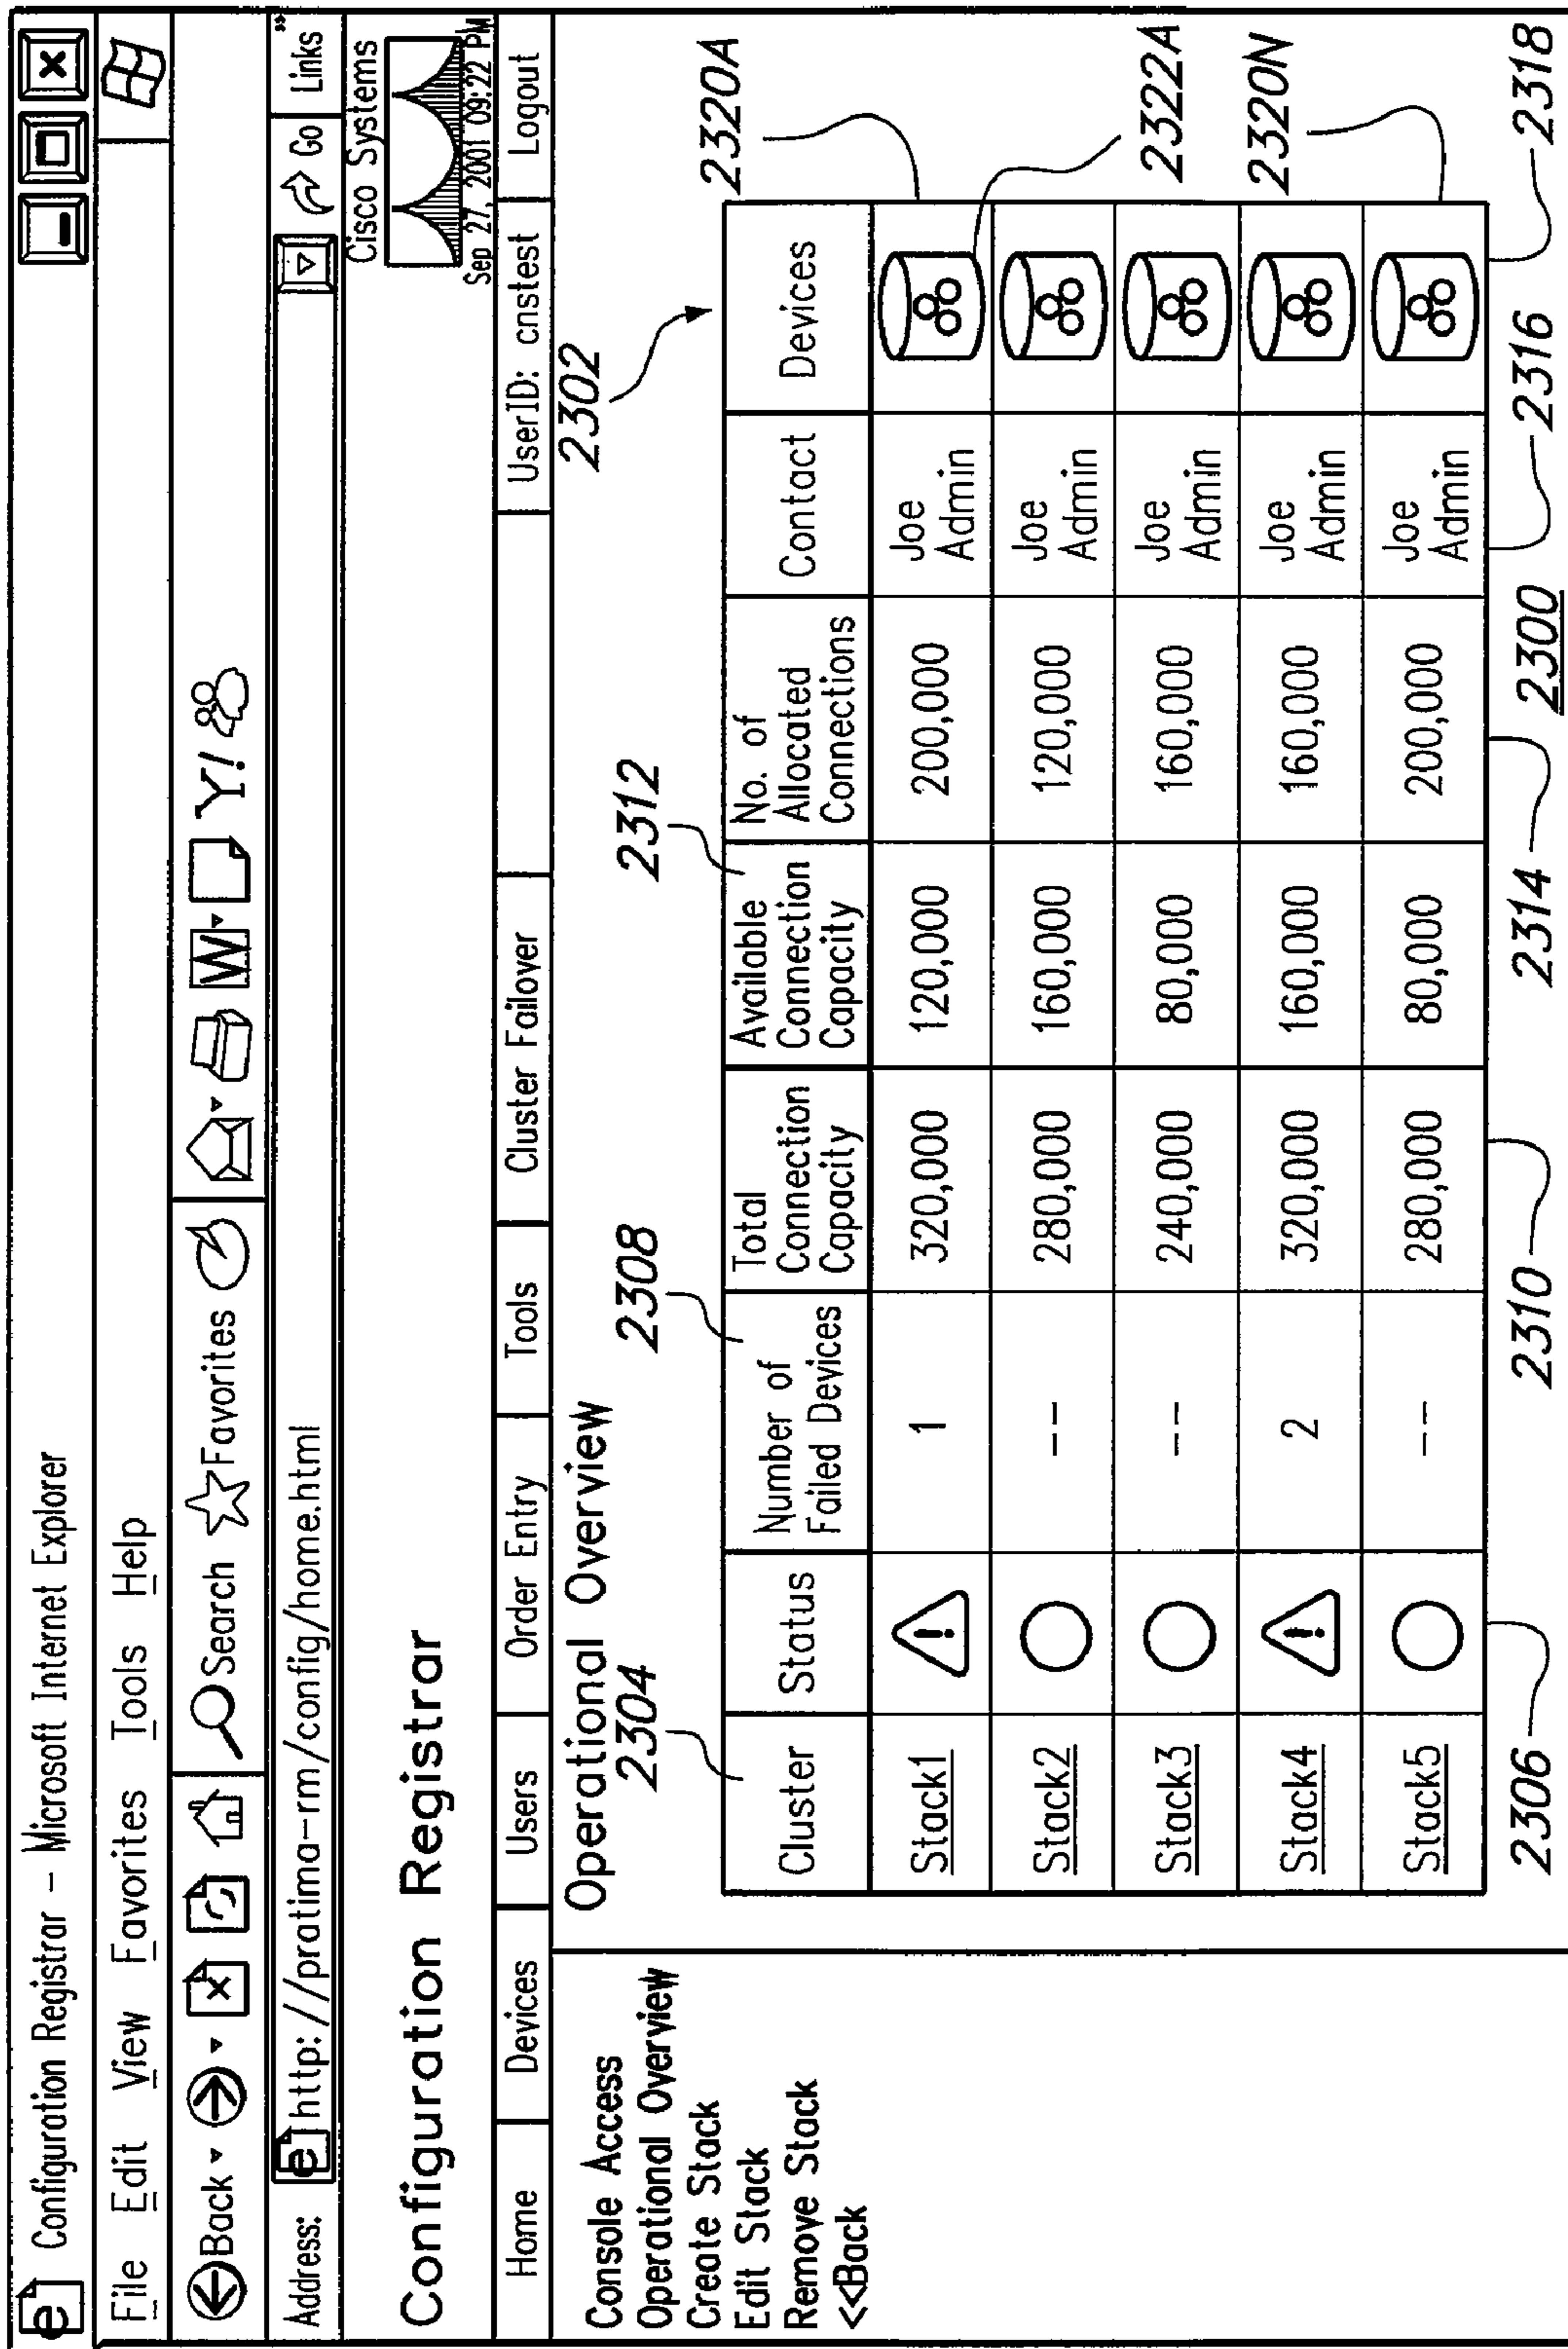 Configuration Registrar - Microsoft Internet Explorer
File Edit View Favorites Tools Help
Back Search Favorites W Y!
Address: http://pratima-rm/config/home.html Go Links »
Cisco Systems
Configuration Registrar
Sep 27, 2001 09:22 PM
Home Devices Users Order Entry Tools Cluster Failover UserID: cnstest Logout
Console Access
Operational Overview
Create Stack
Edit Stack
Remove Stack
<<Back
Operational Overview
2302
2304
2308
2312
2320A
Cluster Status Number of Failed Devices Total Connection Capacity Available Connection Capacity No. of Allocated Connections Contact Devices
Stack1 ! 1 320,000 120,000 200,000 Joe Admin
Stack2 -- 280,000 160,000 120,000 Joe Admin
Stack3 -- 240,000 80,000 160,000 Joe Admin
Stack4 ! 2 320,000 160,000 160,000 Joe Admin
Stack5 -- 280,000 80,000 200,000 Joe Admin
2322A
2320N
2306
2310
2314
2316
2318
2300